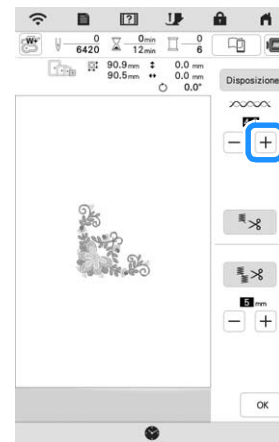 W+ 0 0min 0
6420 12min 6
90.9mm 0.0 mm
90.5mm 0.0 mm
0.0°
Disposizione
− +
5 mm
− +
OK